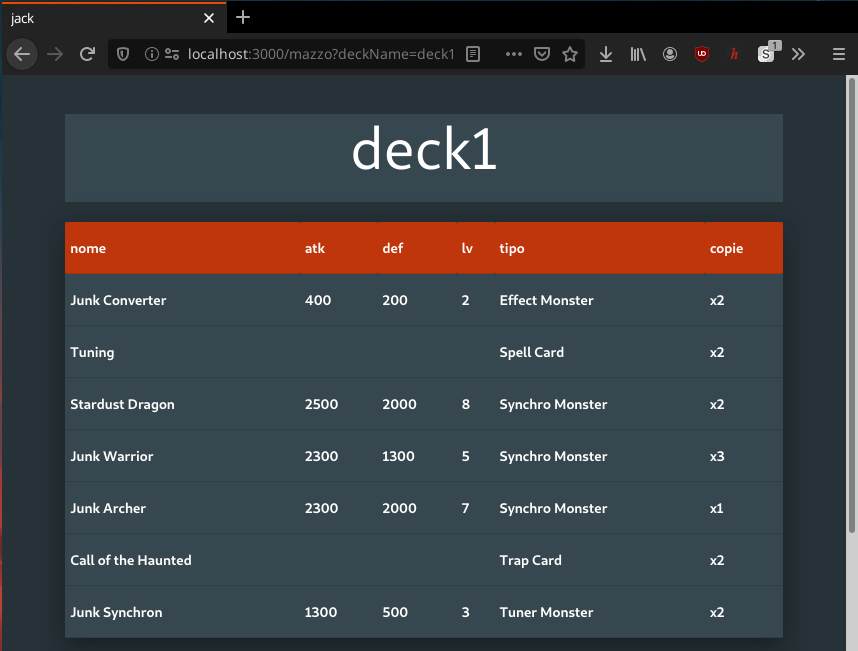 jack
localhost:3000/mazzo?deckName=deck1
UD
h
S
1
deck1
nome atk def lv tipo copie
Junk Converter 400 200 2 Effect Monster x2
Tuning Spell Card x2
Stardust Dragon 2500 2000 8 Synchro Monster x2
Junk Warrior 2300 1300 5 Synchro Monster x3
Junk Archer 2300 2000 7 Synchro Monster x1
Call of the Haunted Trap Card x2
Junk Synchron 1300 500 3 Tuner Monster x2